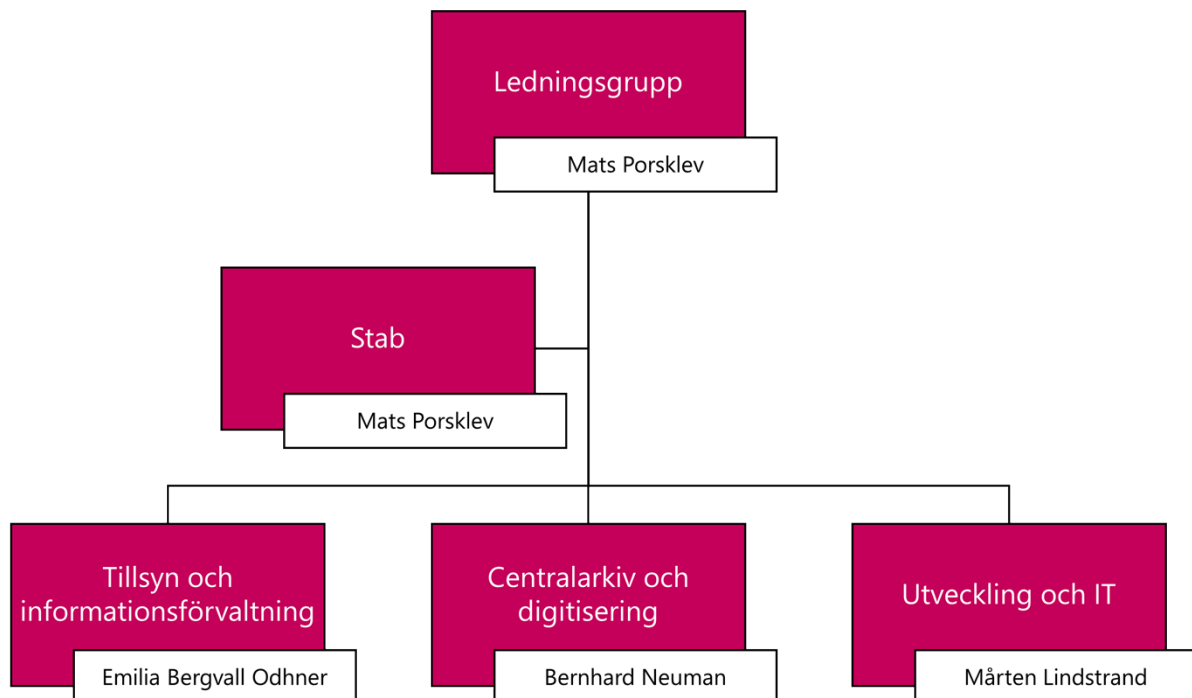 Ledningsgrupp
Mats Porsklev
Stab
Mats Porsklev
Tillsyn och
informationsförvaltning
Emilia Bergvall Odhner
Centralarkiv och
digitisering
Bernhard Neuman
Utveckling och IT
Mårten Lindstrand